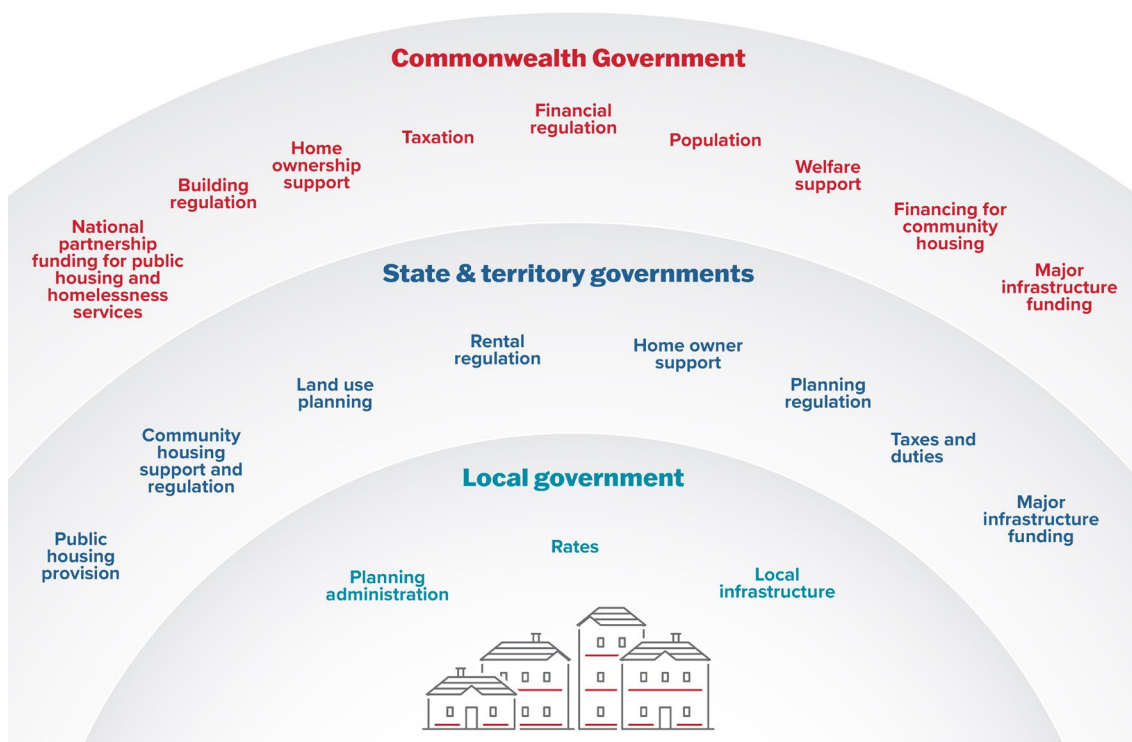 Commonwealth Government
National
partnership
funding for public
housing and
homelessness
services
Building
regulation
Home
ownership
support
Taxation
Financial
regulation
Population
Welfare
support
Financing for
community
housing
Major
infrastructure
funding
State & territory governments
Public
housing
provision
Community
housing
support and
regulation
Land use
planning
Rental
regulation
Home owner
support
Planning
regulation
Taxes and
duties
Major
infrastructure
funding
Local government
Planning
administration
Rates
Local
infrastructure